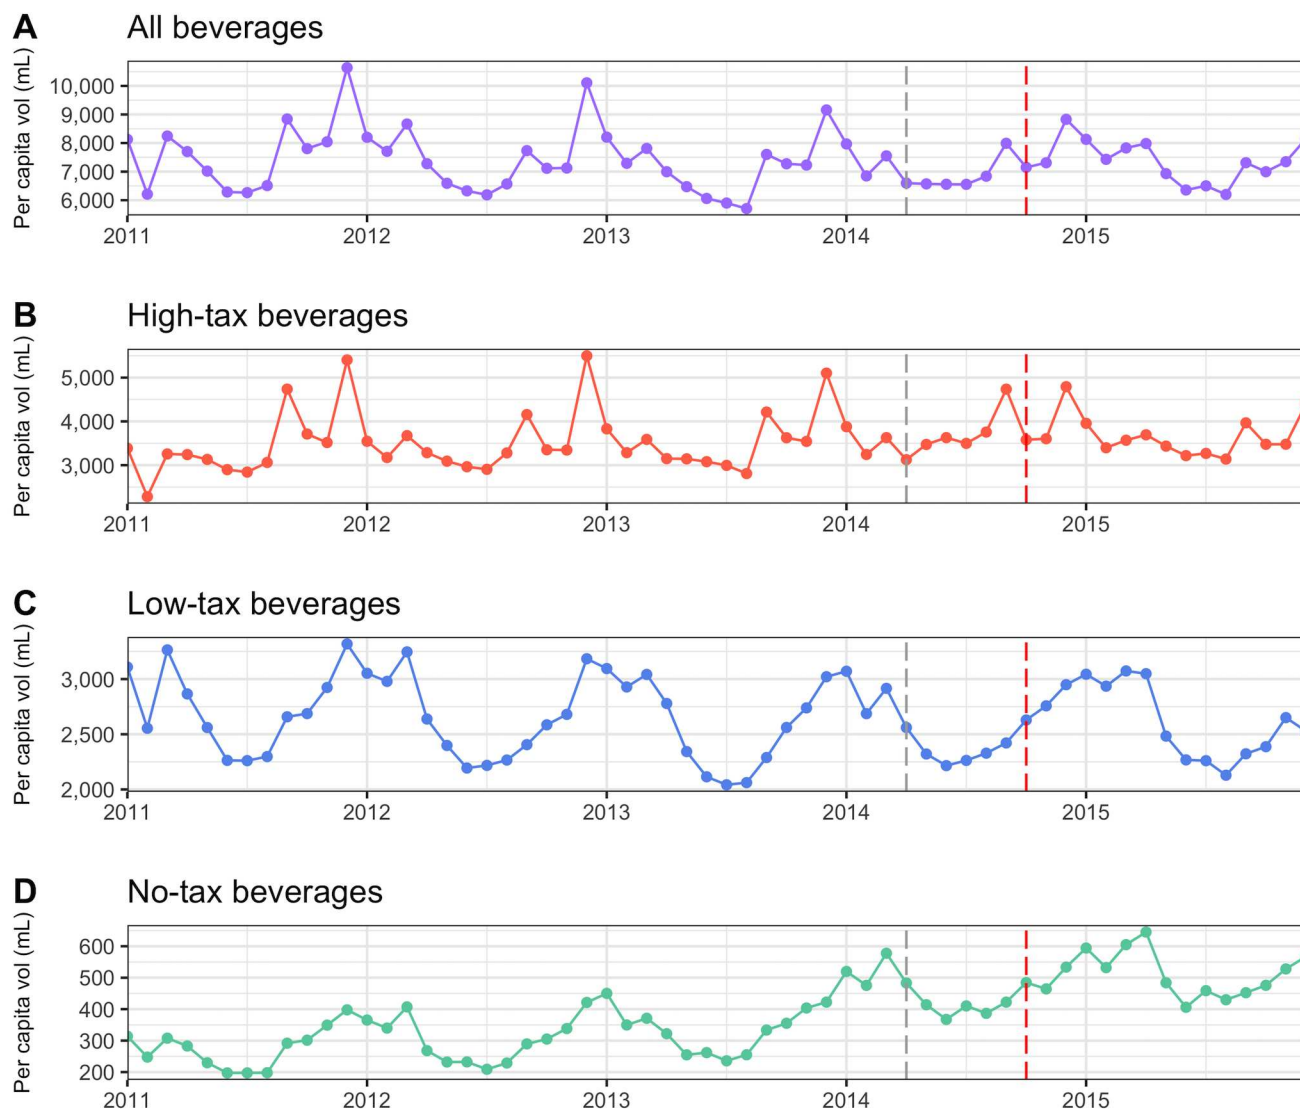 A All beverages
Per capita vol (mL)
10,000
9,000
8,000
7,000
6,000
2011 2012 2013 2014 2015
B High-tax beverages
Per capita vol (mL)
5,000
4,000
3,000
2011 2012 2013 2014 2015
C Low-tax beverages
Per capita vol (mL)
3,000
2,500
2,000
2011 2012 2013 2014 2015
D No-tax beverages
Per capita vol (mL)
600
500
400
300
200
2011 2012 2013 2014 2015